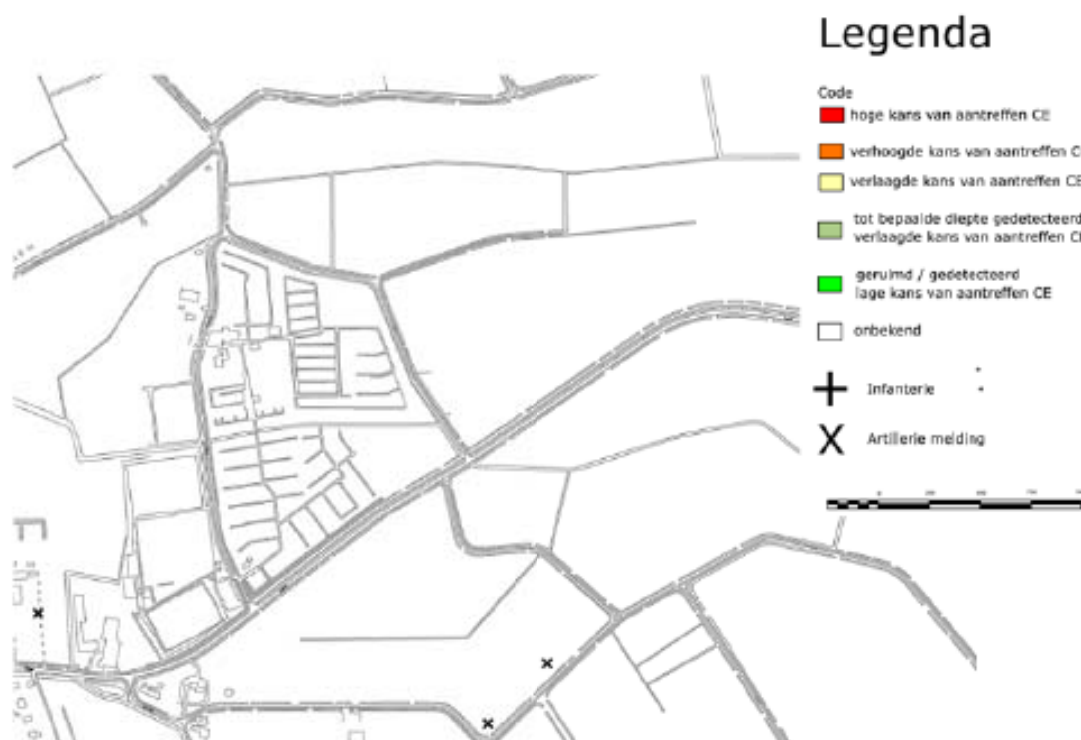 Legenda
Code
hoge kans van aantreffen CE
verhoogde kans van aantreffen C
verlaagde kans van aantreffen CE
tot bepaalde diepte gedetecteerd
verlaagde kans van aantreffen C
geruimd / gedetecteerd
lage kans van aantreffen CE
onbekend
Infanterie
Artillerie melding